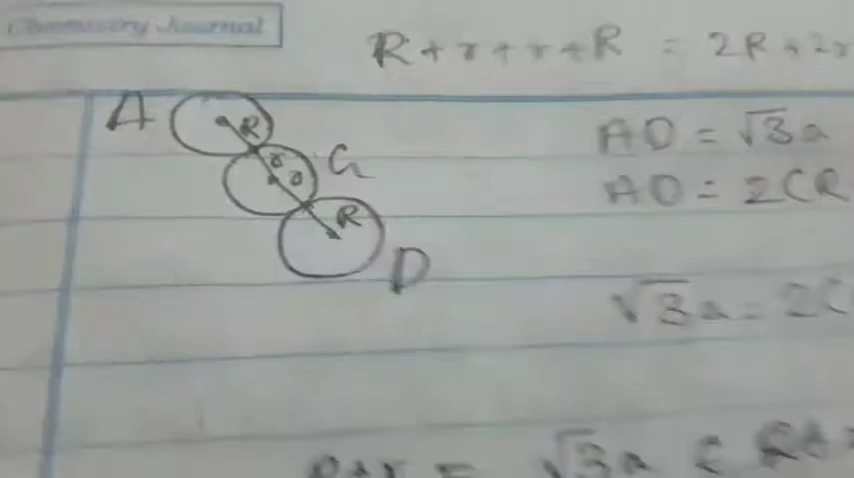 Chemistry Journal
R + r + r + R = 2R + 2r
A
R
r
r
G
R
D
AD = √3a
AD = 2(R
√3a = 2(
R+r = √3a